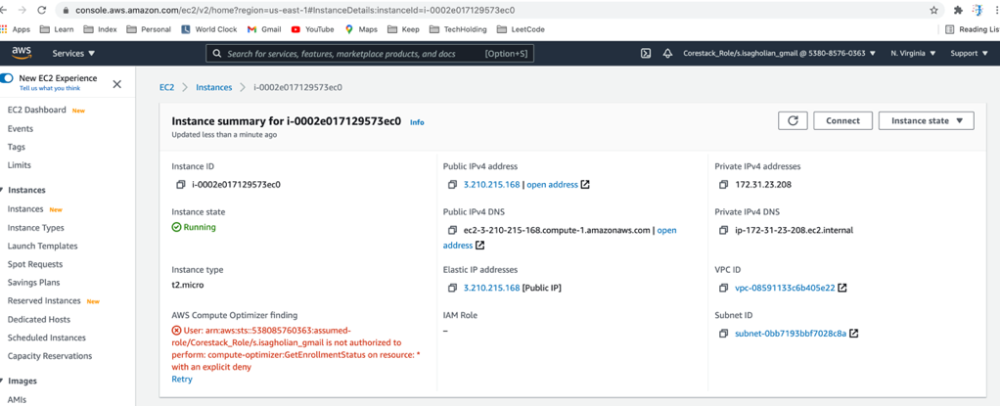 console.aws.amazon.com/ec2/v2/home?region=us-east-1#InstanceDetails:instanceId=i-0002e017129573ec0
Apps Learn Index Personal World Clock Gmail YouTube Maps Keep TechHolding LeetCode Reading List
aws Services Search for services, features, marketplace products, and docs [Option+S] Corestack_Role/s.isagholian_gmail @ 5380-8576-0363 N. Virginia Support
New EC2 Experience
Tell us what you think
EC2 Dashboard New
Events
Tags
Limits
Instances
Instances New
Instance Types
Launch Templates
Spot Requests
Savings Plans
Reserved Instances New
Dedicated Hosts
Scheduled Instances
Capacity Reservations
Images
AMIs
EC2 > Instances > i-0002e017129573ec0
Instance summary for i-0002e017129573ec0 Info
Updated less than a minute ago
Connect
Instance state
Instance ID
i-0002e017129573ec0
Instance state
Running
Instance type
t2.micro
AWS Compute Optimizer finding
User: arn:aws:sts::538085760363:assumed-
role/Corestack_Role/s.isagholian_gmail is not authorized to
perform: compute-optimizer:GetEnrollmentStatus on resource: *
with an explicit deny
Retry
Public IPv4 address
3.210.215.168 | open address
Public IPv4 DNS
ec2-3-210-215-168.compute-1.amazonaws.com | open
address
Elastic IP addresses
3.210.215.168 [Public IP]
IAM Role
–
Private IPv4 addresses
172.31.23.208
Private IPv4 DNS
ip-172-31-23-208.ec2.internal
VPC ID
vpc-08591133c6b405e22
Subnet ID
subnet-0bb7193bbf7028c8a